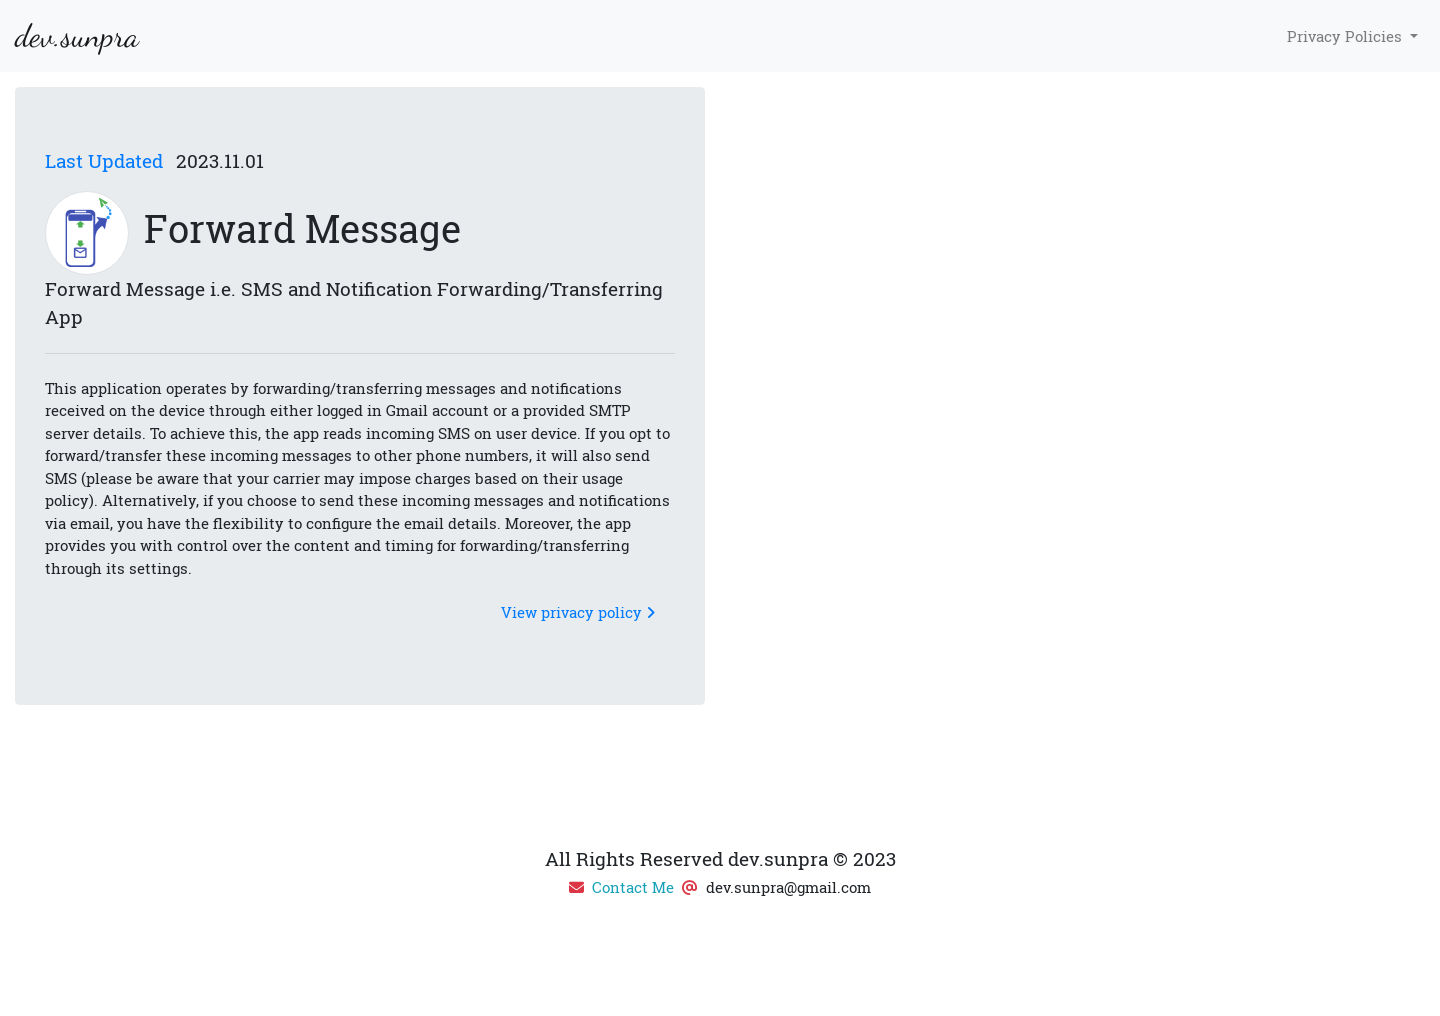 dev.sunpra
Privacy Policies
Last Updated 2023.11.01
Forward Message
Forward Message i.e. SMS and Notification Forwarding/Transferring
App
This application operates by forwarding/transferring messages and notifications
received on the device through either logged in Gmail account or a provided SMTP
server details. To achieve this, the app reads incoming SMS on user device. If you opt to
forward/transfer these incoming messages to other phone numbers, it will also send
SMS (please be aware that your carrier may impose charges based on their usage
policy). Alternatively, if you choose to send these incoming messages and notifications
via email, you have the flexibility to configure the email details. Moreover, the app
provides you with control over the content and timing for forwarding/transferring
through its settings.
View privacy policy
All Rights Reserved dev.sunpra © 2023
Contact Me @ dev.sunpra@gmail.com